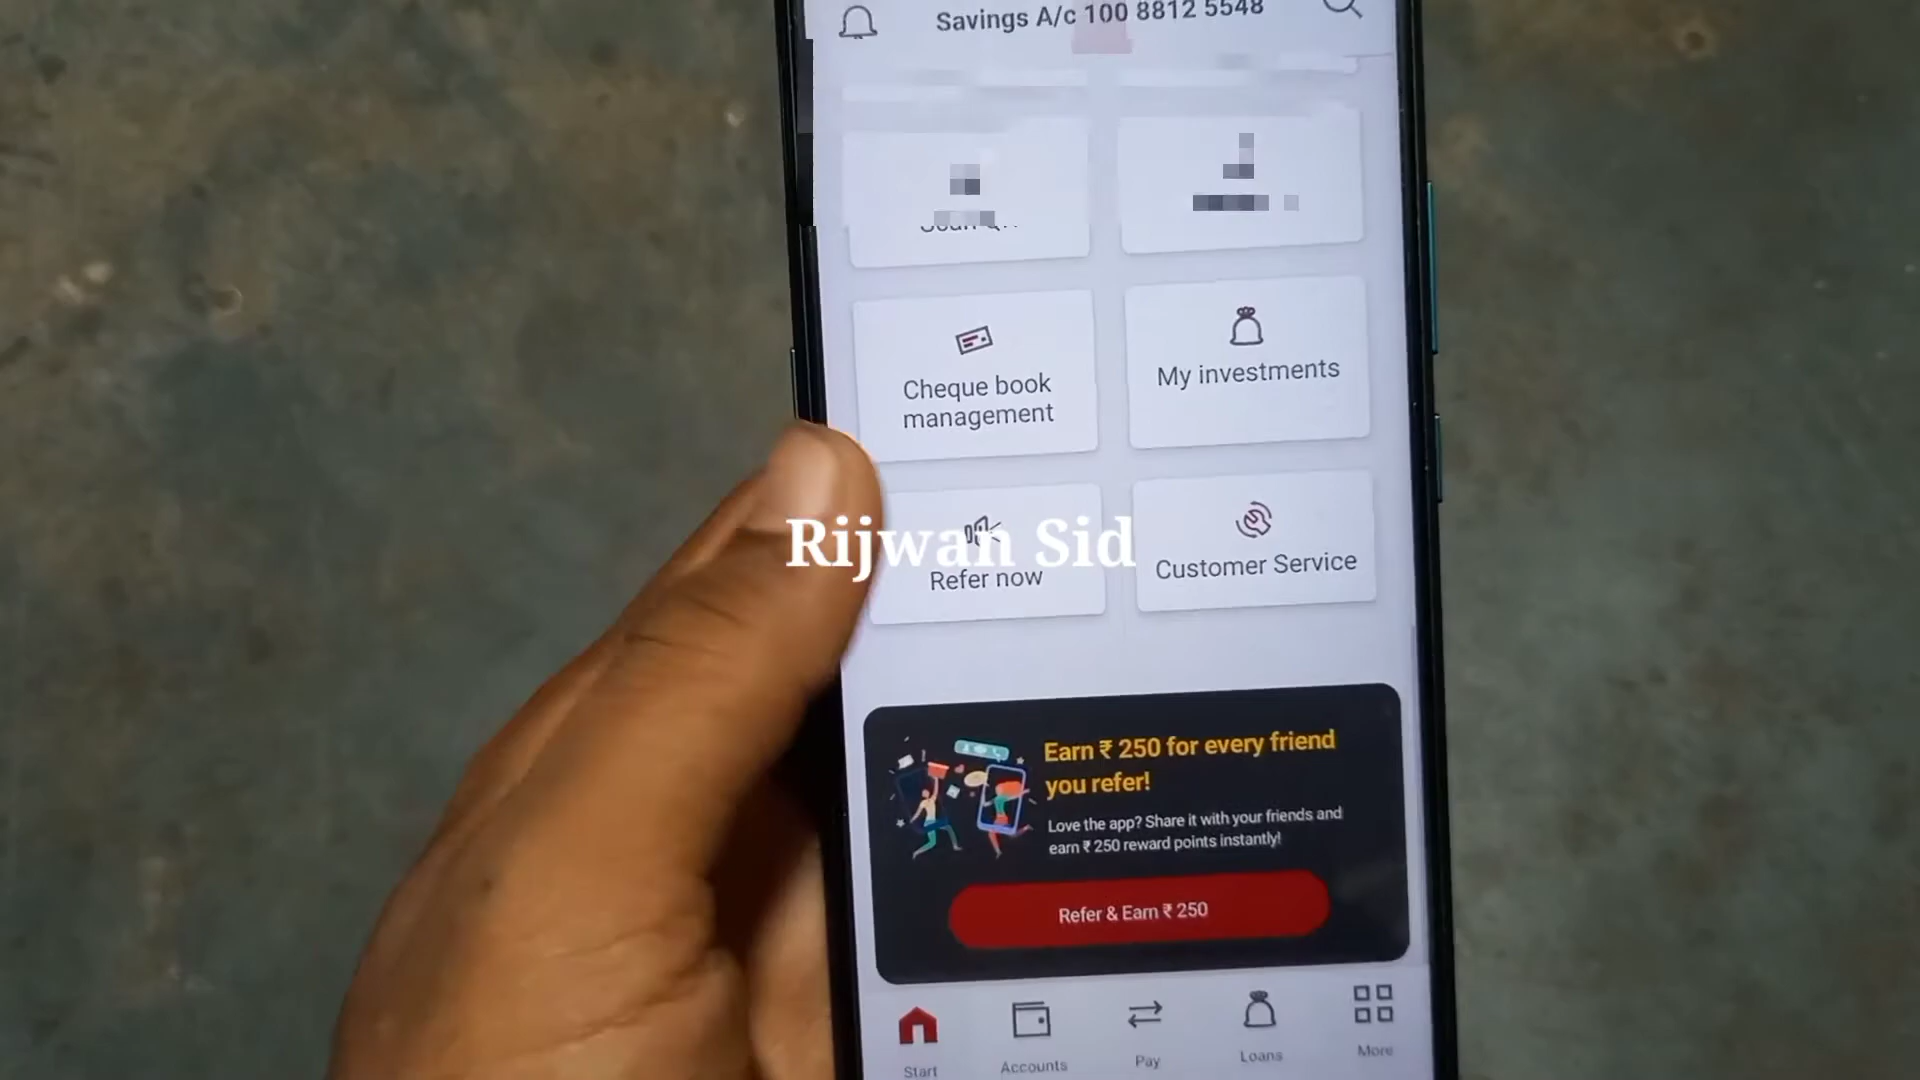 Savings A/c 100 8812 5548
Cheque book
management
My investments
Rijwan Sid
Refer now
Customer Service
Earn ₹ 250 for every friend
you refer!
Love the app? Share it with your friends and
earn ₹ 250 reward points instantly!
Refer & Earn ₹ 250
Start
Accounts
Pay
Loans
More